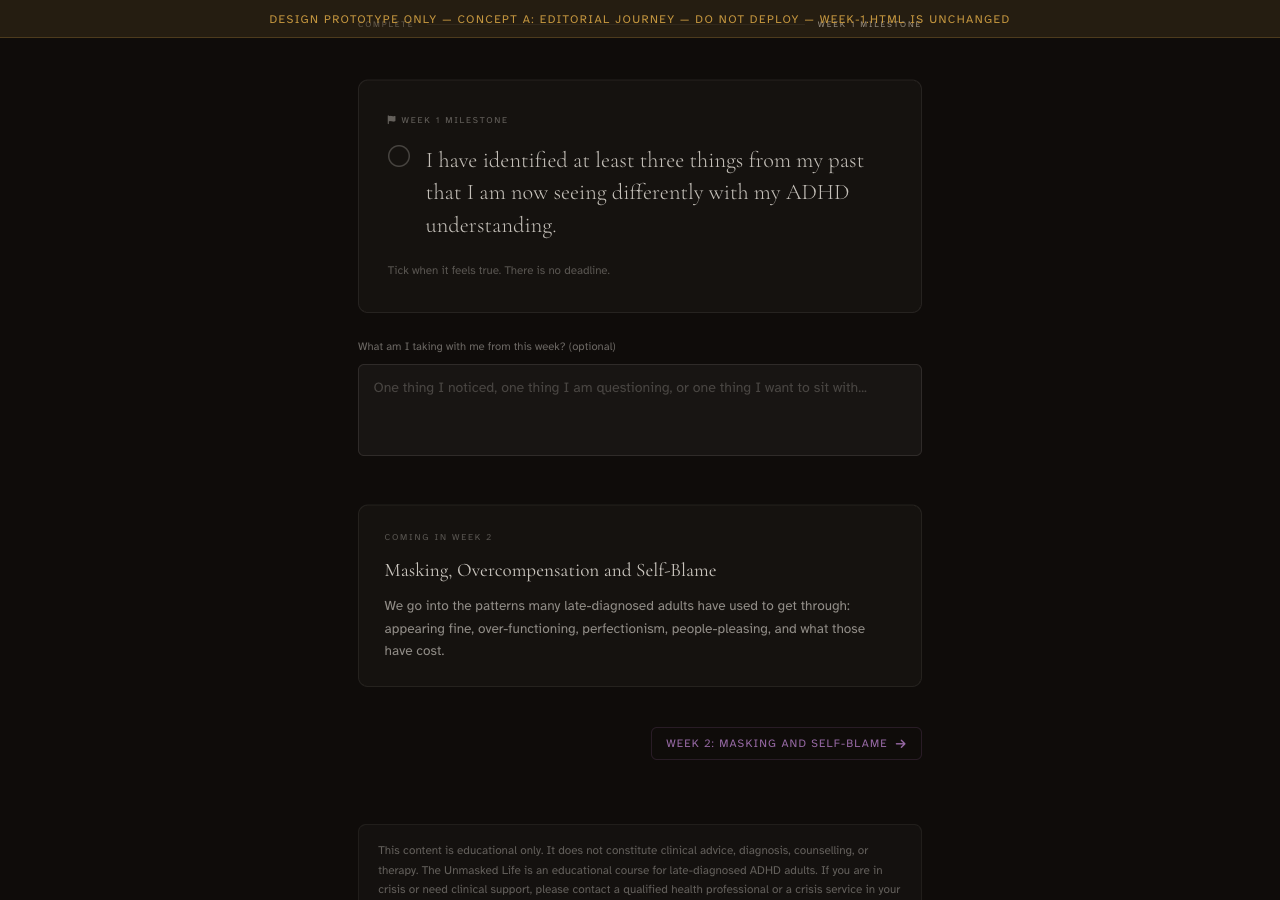 DESIGN PROTOTYPE ONLY — CONCEPT A: EDITORIAL JOURNEY — DO NOT DEPLOY — WEEK-1.HTML IS UNCHANGED
COMPLETE
WEEK 1 MILESTONE
WEEK 1 MILESTONE
I have identified at least three things from my past
that I am now seeing differently with my ADHD
understanding.
Tick when it feels true. There is no deadline.
What am I taking with me from this week? (optional)
One thing I noticed, one thing I am questioning, or one thing I want to sit with...
COMING IN WEEK 2
Masking, Overcompensation and Self-Blame
We go into the patterns many late-diagnosed adults have used to get through:
appearing fine, over-functioning, perfectionism, people-pleasing, and what those
have cost.
WEEK 2: MASKING AND SELF-BLAME →
This content is educational only. It does not constitute clinical advice, diagnosis, counselling, or
therapy. The Unmasked Life is an educational course for late-diagnosed ADHD adults. If you are in
crisis or need clinical support, please contact a qualified health professional or a crisis service in your